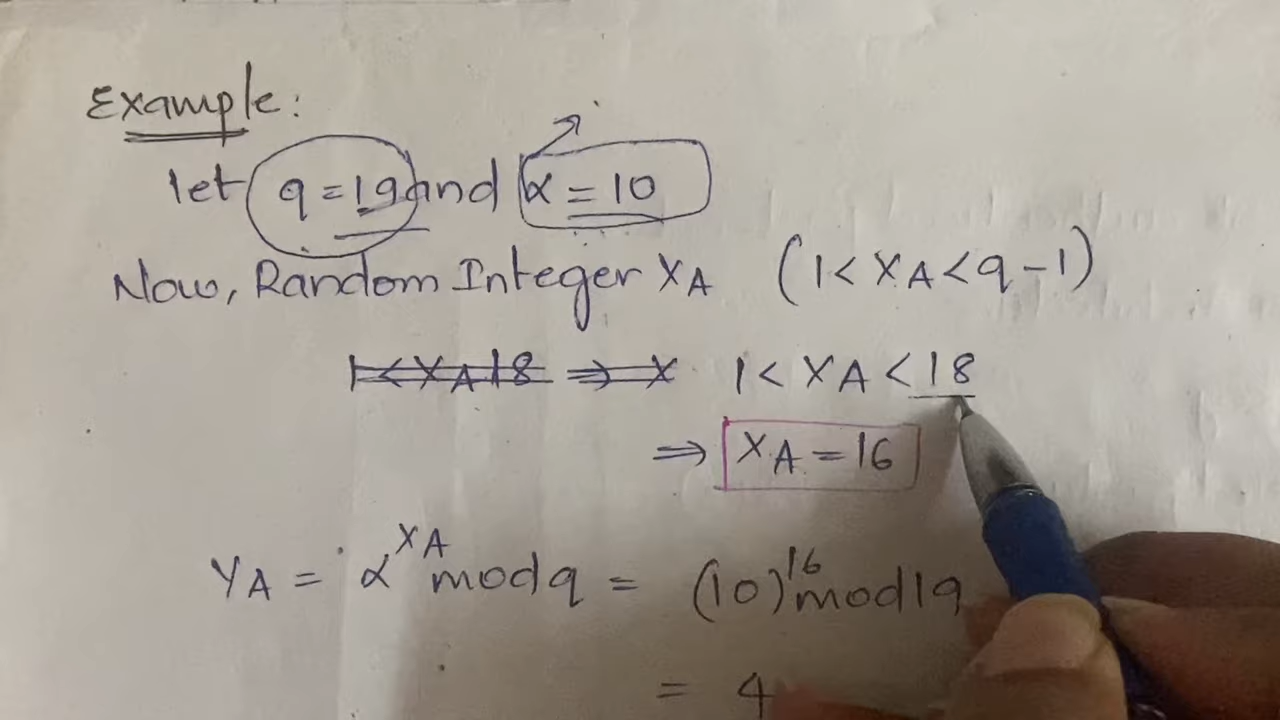 Example:
let q = 19 and α = 10
Now, Random Integer XA (1 < XA < q - 1)
1 < XA 18 ⇒ X 1 < XA < 18
⇒ XA = 16
YA = α^XA mod q = (10)^16 mod 19
= 4